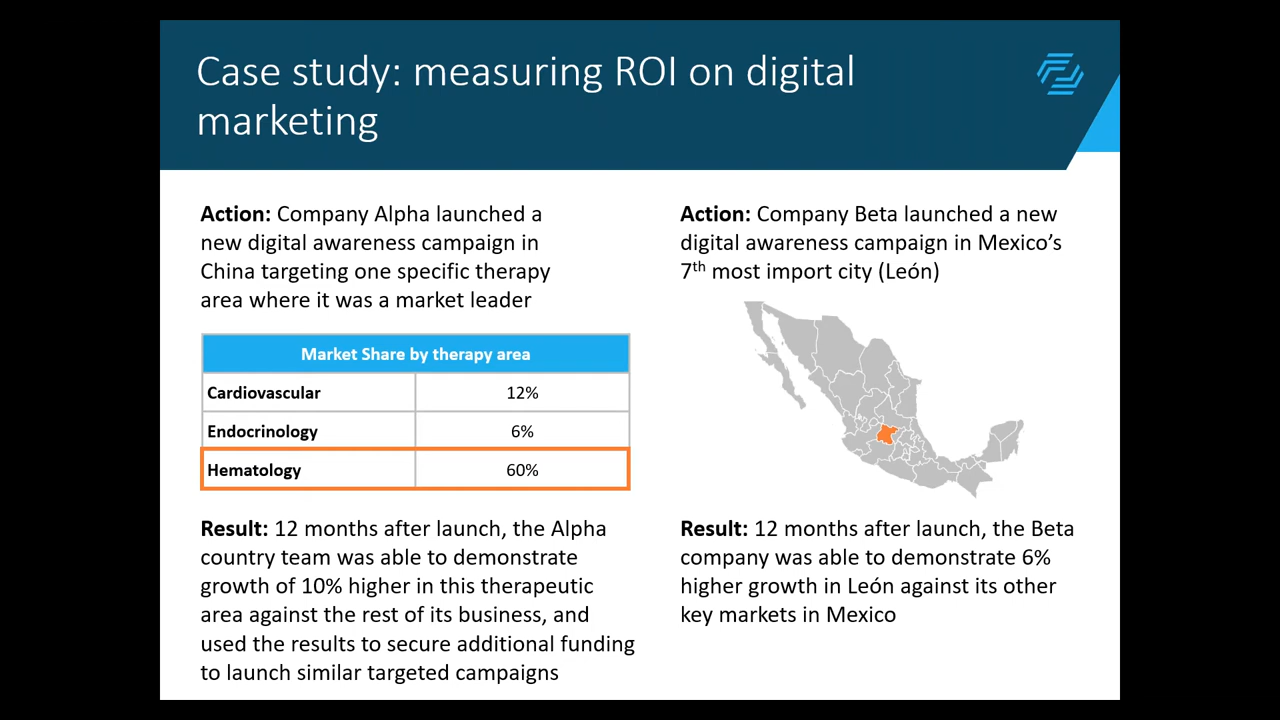 Case study: measuring ROI on digital
marketing
Action: Company Alpha launched a
new digital awareness campaign in
China targeting one specific therapy
area where it was a market leader
Market Share by therapy area
Cardiovascular 12%
Endocrinology 6%
Hematology 60%
Result: 12 months after launch, the Alpha
country team was able to demonstrate
growth of 10% higher in this therapeutic
area against the rest of its business, and
used the results to secure additional funding
to launch similar targeted campaigns
Action: Company Beta launched a new
digital awareness campaign in Mexico’s
7th most import city (León)
Result: 12 months after launch, the Beta
company was able to demonstrate 6%
higher growth in León against its other
key markets in Mexico